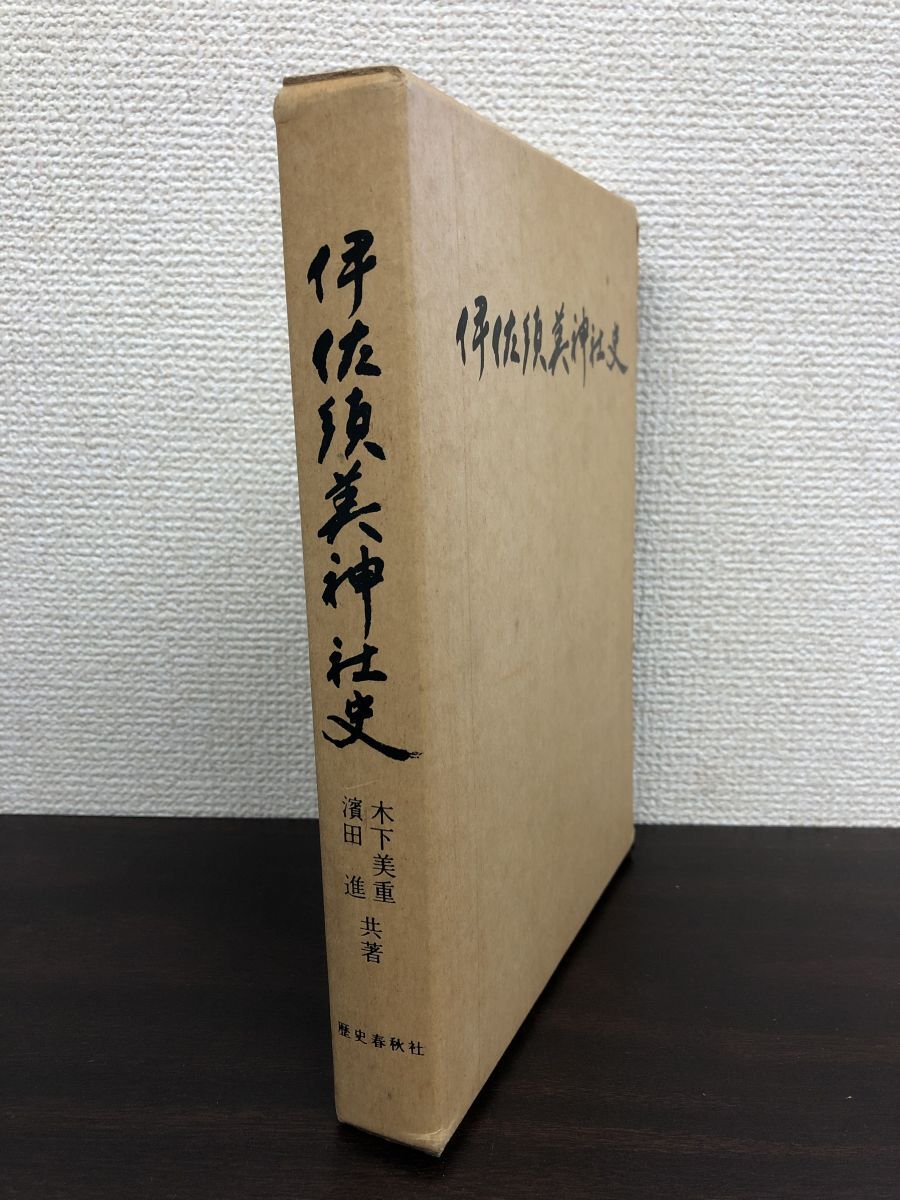 伊佐須美神社史
木下美重
濱田 進
共著
歴史春秋社
伊佐須美神社史